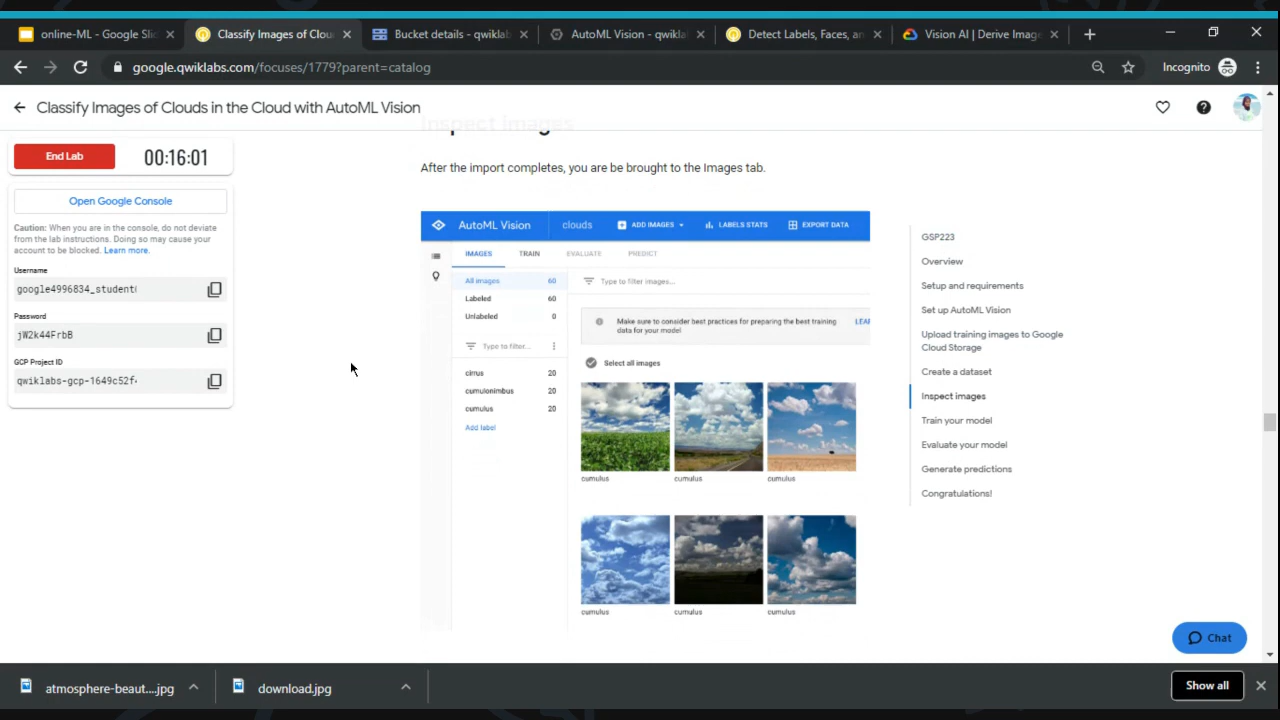 online-ML - Google Slid
Classify Images of Clou
Bucket details - qwiklab
AutoML Vision - qwikla
Detect Labels, Faces, an
Vision AI | Derive Image
google.qwiklabs.com/focuses/1779?parent=catalog
Incognito
Classify Images of Clouds in the Cloud with AutoML Vision
End Lab
00:16:01
Open Google Console
Caution: When you are in the console, do not deviate
from the lab instructions. Doing so may cause your
account to be blocked. Learn more.
Username
google4996834_student
Password
jW2k44FrbB
GCP Project ID
qwiklabs-gcp-1649c52f
Inspect images
After the import completes, you are be brought to the Images tab.
AutoML Vision
clouds
ADD IMAGES
LABELS STATS
EXPORT DATA
IMAGES
TRAIN
EVALUATE
PREDICT
All images 60
Labeled 60
Unlabeled 0
Type to filter...
cirrus 20
cumulonimbus 20
cumulus 20
Add label
Type to filter images...
Make sure to consider best practices for preparing the best training
data for your model
LEAR
Select all images
cumulus cumulus cumulus
cumulus cumulus cumulus
GSP223
Overview
Setup and requirements
Set up AutoML Vision
Upload training images to Google
Cloud Storage
Create a dataset
Inspect images
Train your model
Evaluate your model
Generate predictions
Congratulations!
Chat
atmosphere-beaut....jpg
download.jpg
Show all